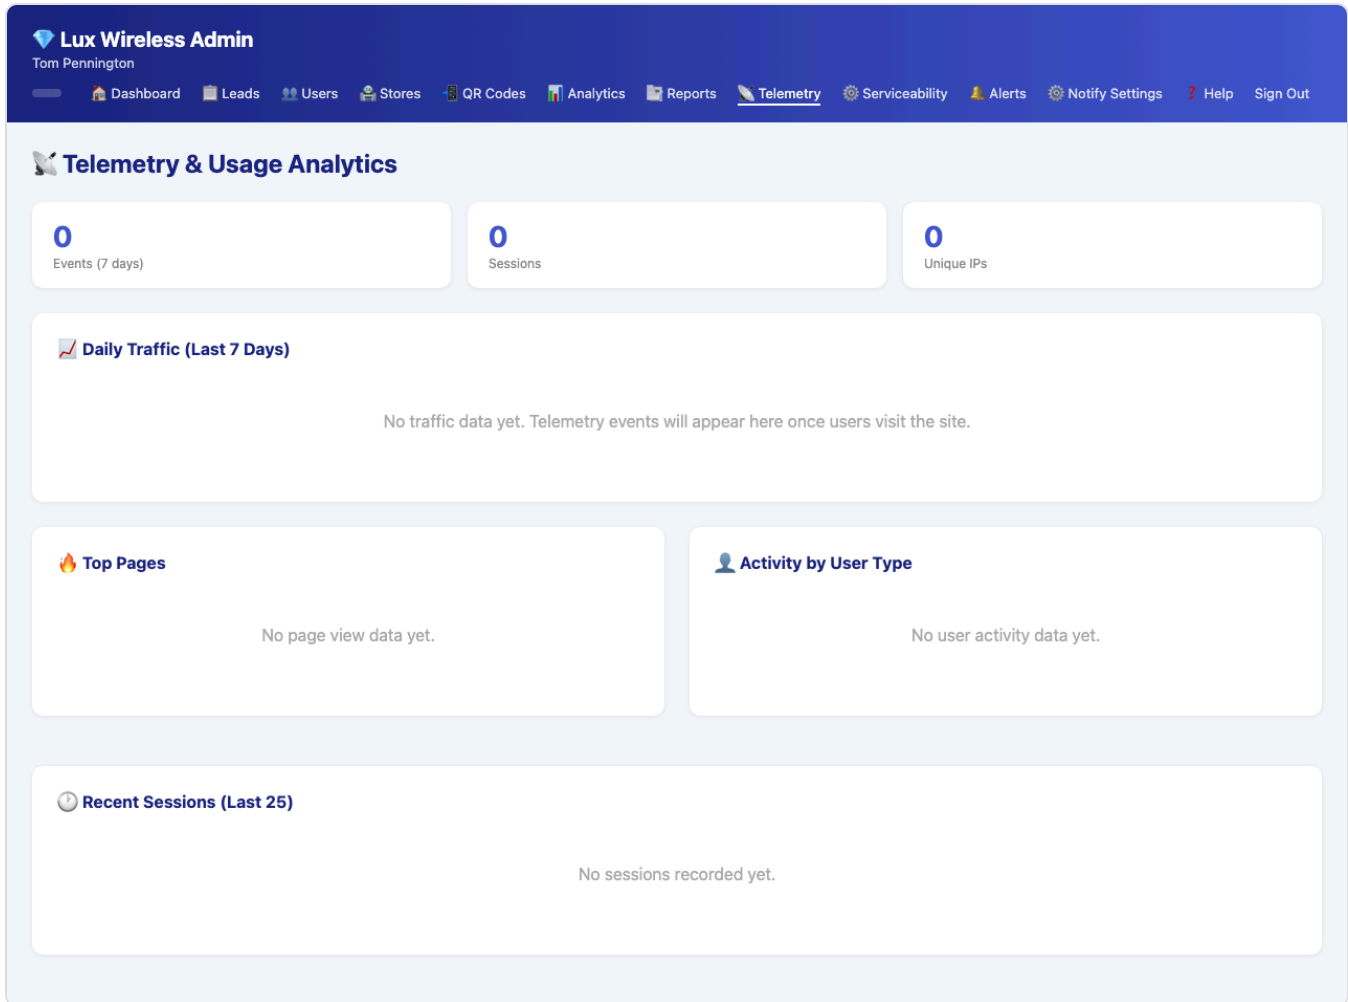 Lux Wireless Admin
Tom Pennington
Dashboard Leads Users Stores QR Codes Analytics Reports Telemetry Serviceability Alerts Notify Settings Help Sign Out
Telemetry & Usage Analytics
0
Events (7 days)
0
Sessions
0
Unique IPs
Daily Traffic (Last 7 Days)
No traffic data yet. Telemetry events will appear here once users visit the site.
Top Pages
No page view data yet.
Activity by User Type
No user activity data yet.
Recent Sessions (Last 25)
No sessions recorded yet.